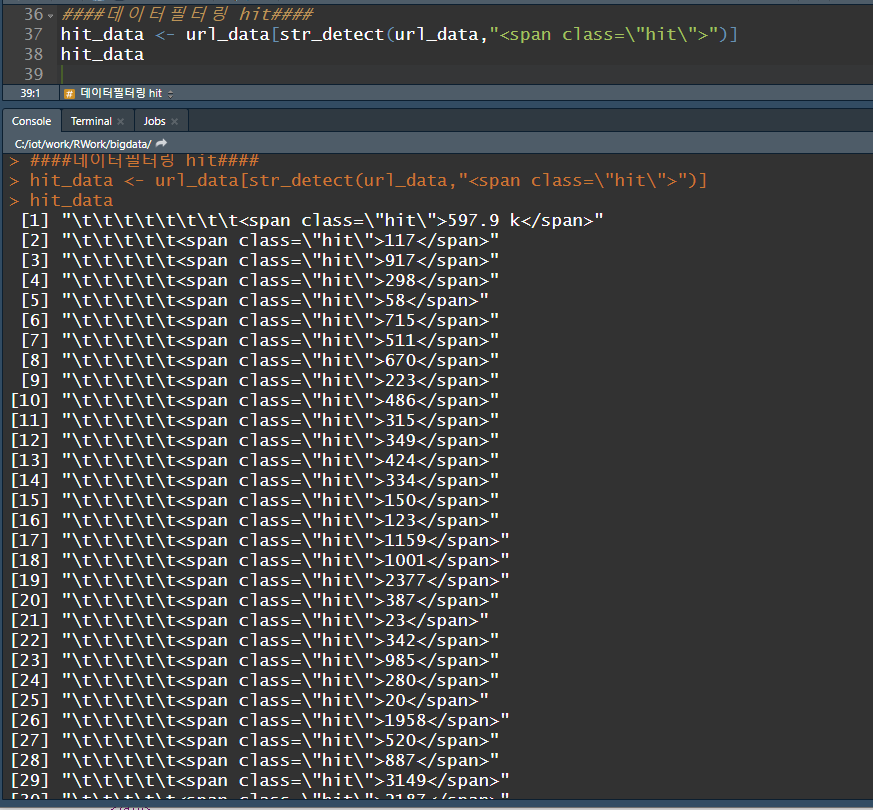 36 ####데이터필터링 hit####
37 hit_data <- url_data[str_detect(url_data,"<span class=\"hit\">")]
38 hit_data
39
39:1 # 데이터필터링 hit
Console Terminal Jobs
C:/iot/work/RWork/bigdata/
> ####데이터필터링 hit####
> hit_data <- url_data[str_detect(url_data,"<span class=\"hit\">")]
> hit_data
[1] "\t\t\t\t\t\t\t\t<span class=\"hit\">597.9 k</span>"
[2] "\t\t\t\t\t<span class=\"hit\">117</span>"
[3] "\t\t\t\t\t<span class=\"hit\">917</span>"
[4] "\t\t\t\t\t<span class=\"hit\">298</span>"
[5] "\t\t\t\t\t<span class=\"hit\">58</span>"
[6] "\t\t\t\t\t<span class=\"hit\">715</span>"
[7] "\t\t\t\t\t<span class=\"hit\">511</span>"
[8] "\t\t\t\t\t<span class=\"hit\">670</span>"
[9] "\t\t\t\t\t<span class=\"hit\">223</span>"
[10] "\t\t\t\t\t<span class=\"hit\">486</span>"
[11] "\t\t\t\t\t<span class=\"hit\">315</span>"
[12] "\t\t\t\t\t<span class=\"hit\">349</span>"
[13] "\t\t\t\t\t<span class=\"hit\">424</span>"
[14] "\t\t\t\t\t<span class=\"hit\">334</span>"
[15] "\t\t\t\t\t<span class=\"hit\">150</span>"
[16] "\t\t\t\t\t<span class=\"hit\">123</span>"
[17] "\t\t\t\t\t<span class=\"hit\">1159</span>"
[18] "\t\t\t\t\t<span class=\"hit\">1001</span>"
[19] "\t\t\t\t\t<span class=\"hit\">2377</span>"
[20] "\t\t\t\t\t<span class=\"hit\">387</span>"
[21] "\t\t\t\t\t<span class=\"hit\">23</span>"
[22] "\t\t\t\t\t<span class=\"hit\">342</span>"
[23] "\t\t\t\t\t<span class=\"hit\">985</span>"
[24] "\t\t\t\t\t<span class=\"hit\">280</span>"
[25] "\t\t\t\t\t<span class=\"hit\">20</span>"
[26] "\t\t\t\t\t<span class=\"hit\">1958</span>"
[27] "\t\t\t\t\t<span class=\"hit\">520</span>"
[28] "\t\t\t\t\t<span class=\"hit\">887</span>"
[29] "\t\t\t\t\t<span class=\"hit\">3149</span>"